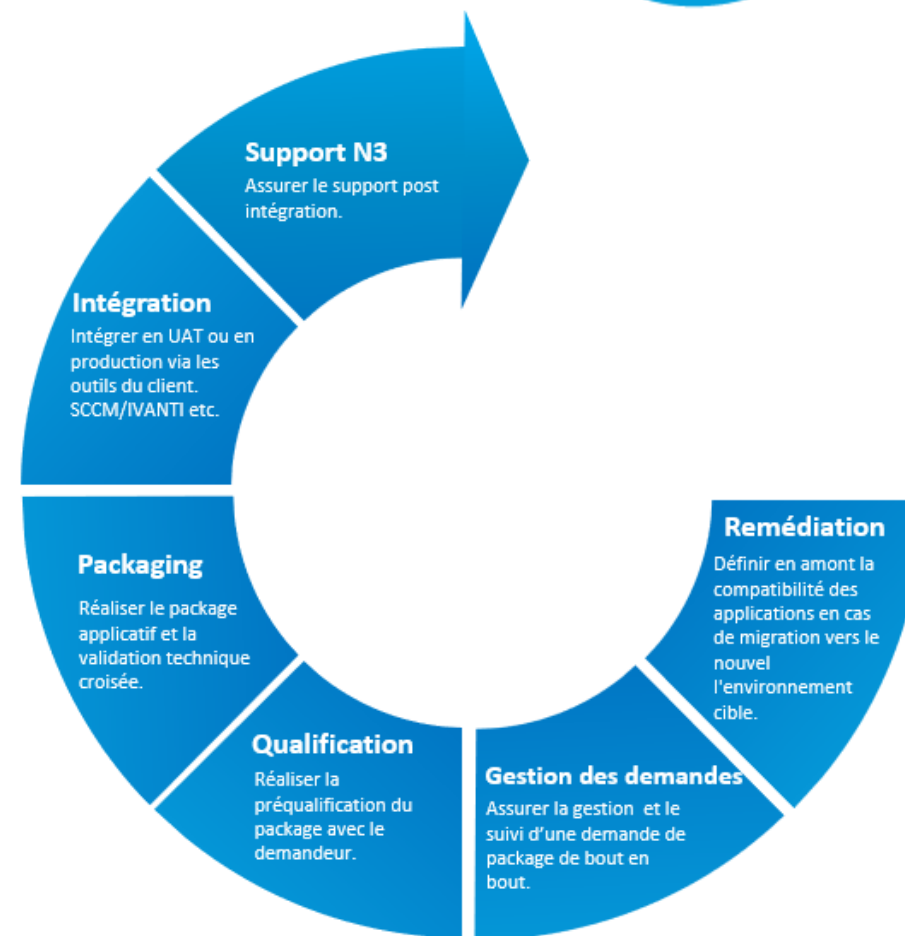 Support N3
Assurer le support post
intégration.
Intégration
Intégrer en UAT ou en
production via les
outils du client.
SCCM/IVANTI etc.
Packaging
Réaliser le package
applicatif et la
validation technique
croisée.
Qualification
Réaliser la
préqualification du
package avec le
demandeur.
Gestion des demandes
Assurer la gestion  et le
suivi d’une demande de
package de bout en
bout.
Remédiation
Définir en amont la
compatibilité des
applications en cas
de migration vers le
nouvel
l'environnement
cible.